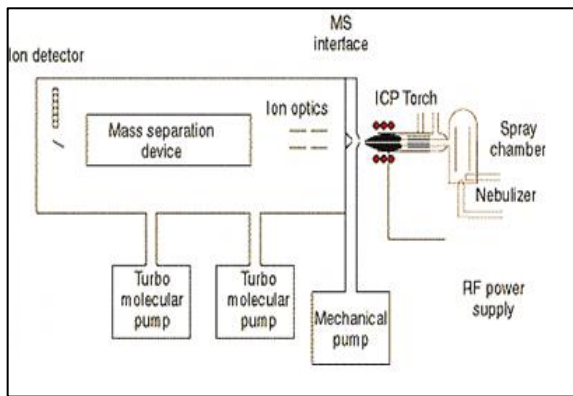 MS
interface
Ion detector
Ion optics
ICP Torch
Mass separation
device
Spray
chamber
Nebulizer
Turbo
molecular
pump
Turbo
molecular
pump
Mechanical
pump
RF power
supply